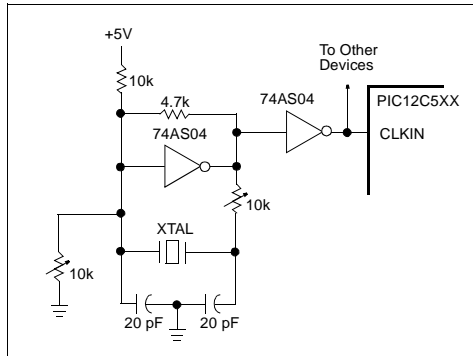 +5V
To Other
Devices
10k
4.7k
74AS04
PIC12C5XX
74AS04
CLKIN
10k
XTAL
10k
20 pF
20 pF